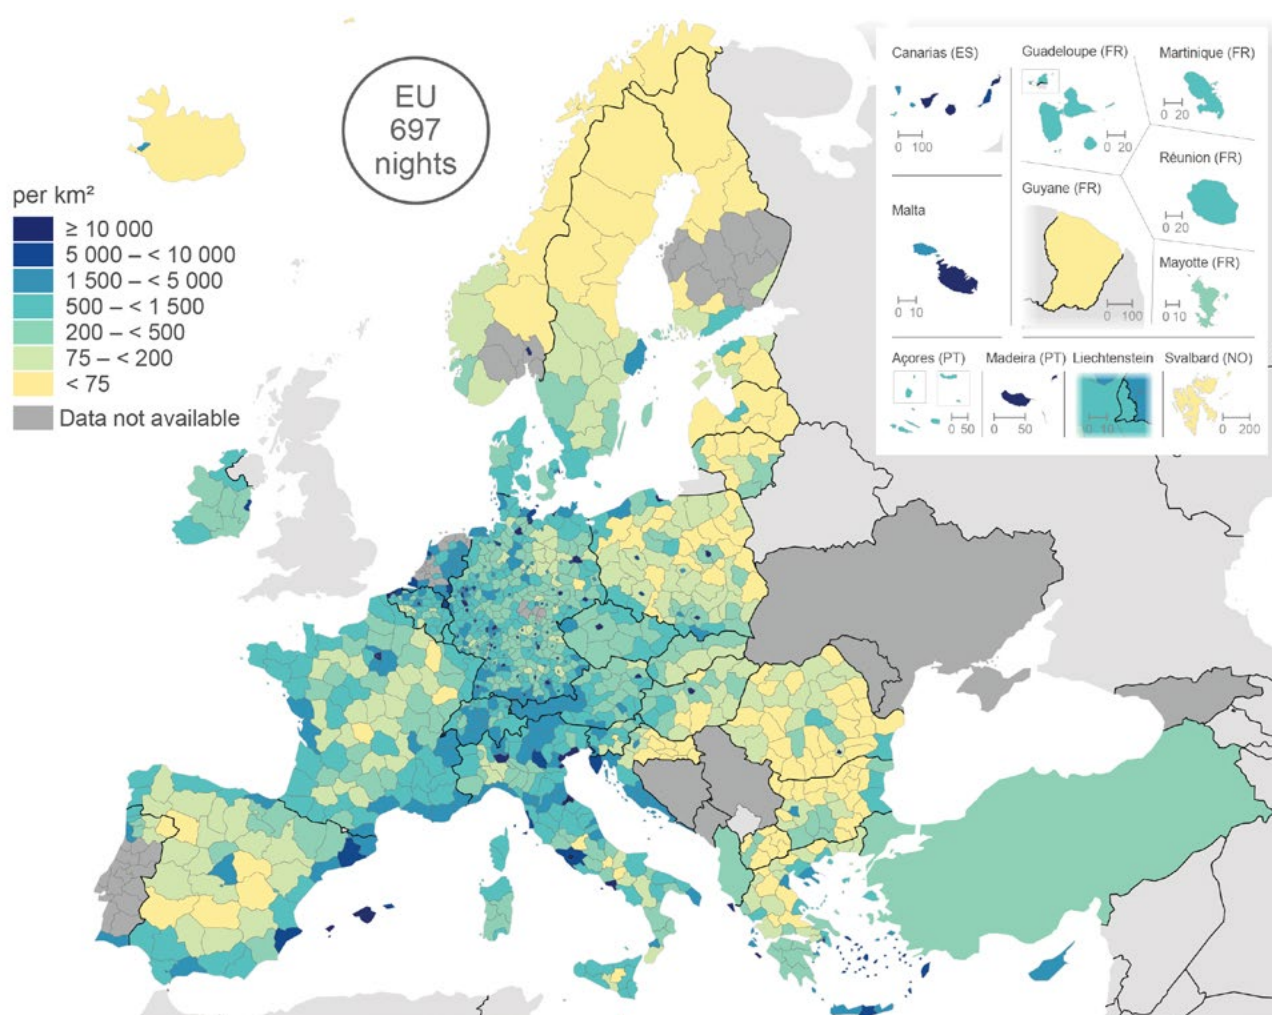 EU
697
nights
per km²
≥ 10 000
5 000 – < 10 000
1 500 – < 5 000
500 – < 1 500
200 – < 500
75 – < 200
< 75
Data not available
Canarias (ES)
0 100
Guadeloupe (FR)
0 20
Martinique (FR)
0 20
Réunion (FR)
0 20
Malta
0 10
Guyane (FR)
0 100
Mayotte (FR)
0 10
Açores (PT)
0 50
Madeira (PT)
0 50
Liechtenstein
0 10
Svalbard (NO)
0 200